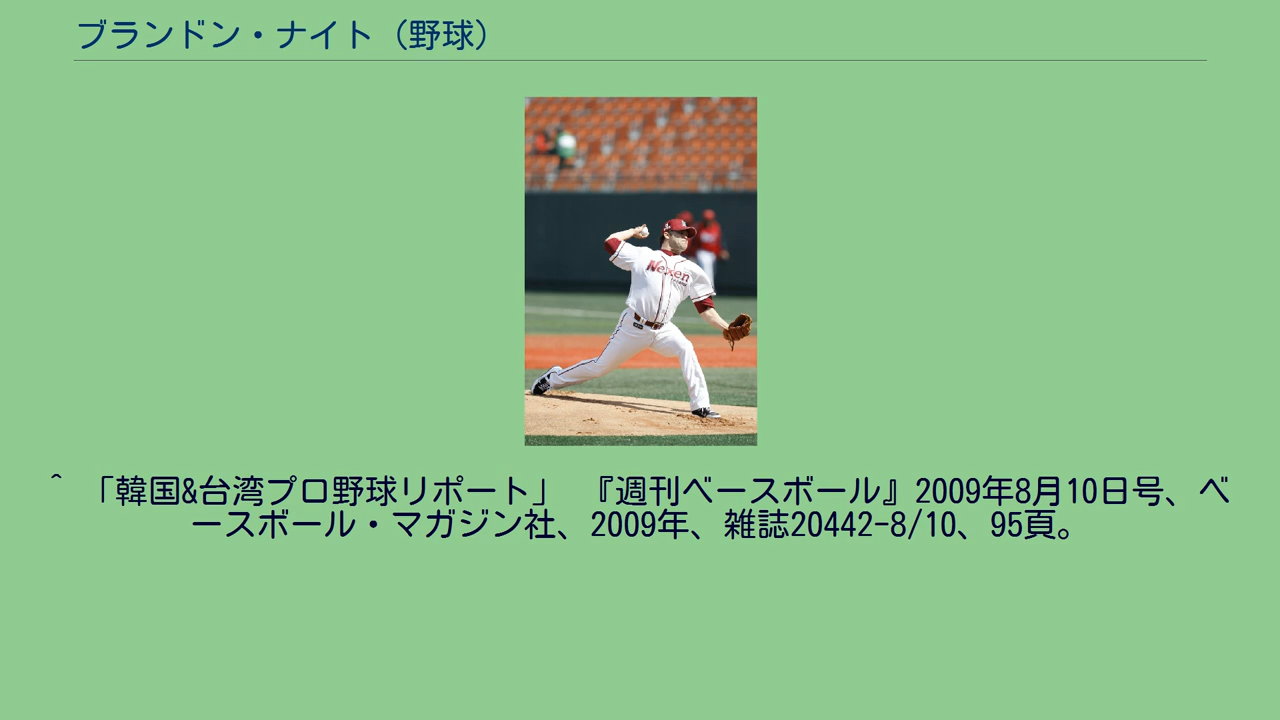 ブランドン・ナイト（野球）
Nexen
^ 「韓国&台湾プロ野球リポート」 『週刊ベースボール』2009年8月10日号、ベ
ースボール・マガジン社、2009年、雑誌20442-8/10、95頁。